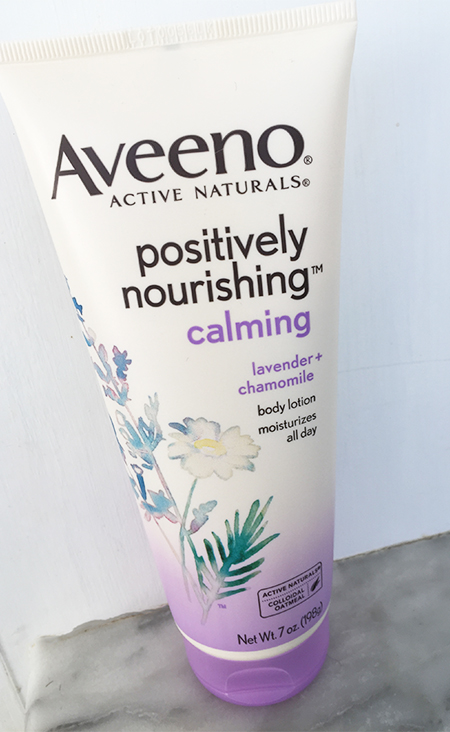 Aveeno®
ACTIVE NATURALS®
positively
nourishing™
calming
lavender+
chamomile
body lotion
moisturizes
all day
™
ACTIVE NATURALS®
COLLOIDAL
OATMEAL
Net Wt. 7 oz. (198g)